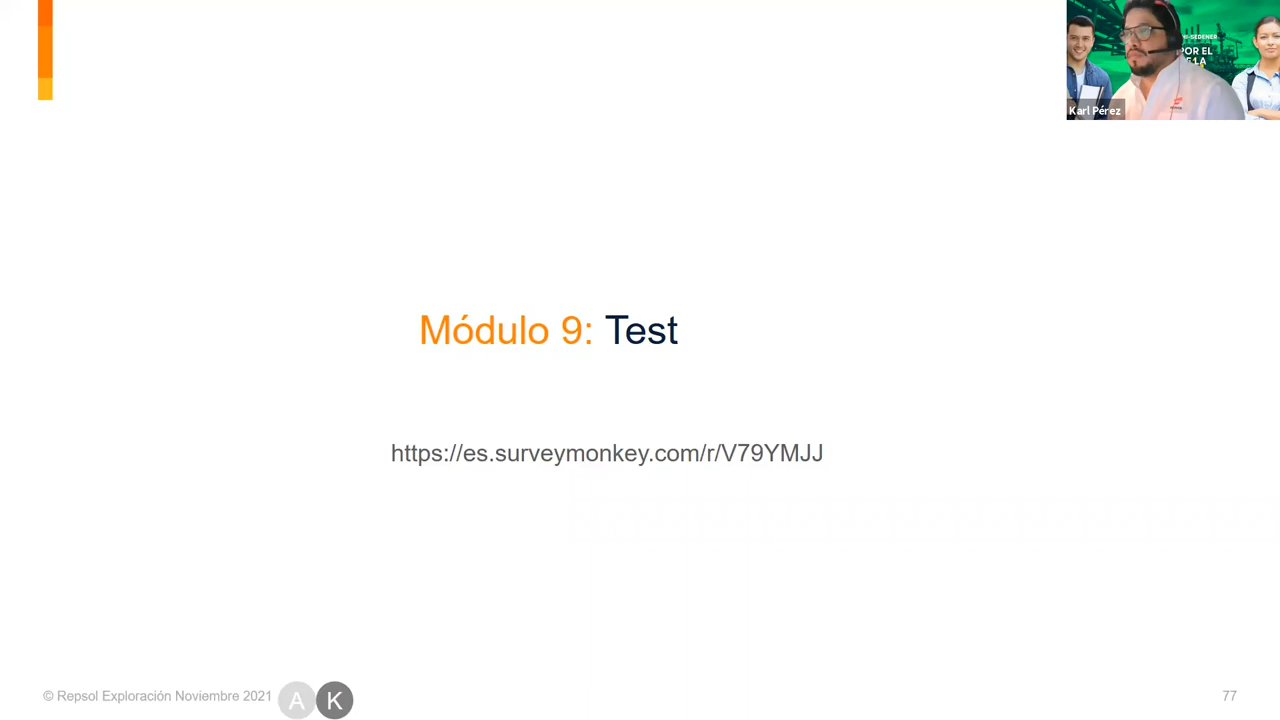 POR EL
Karl Pérez
Módulo 9: Test
https://es.surveymonkey.com/r/V79YMJJ
© Repsol Exploración Noviembre 2021
A
K
77